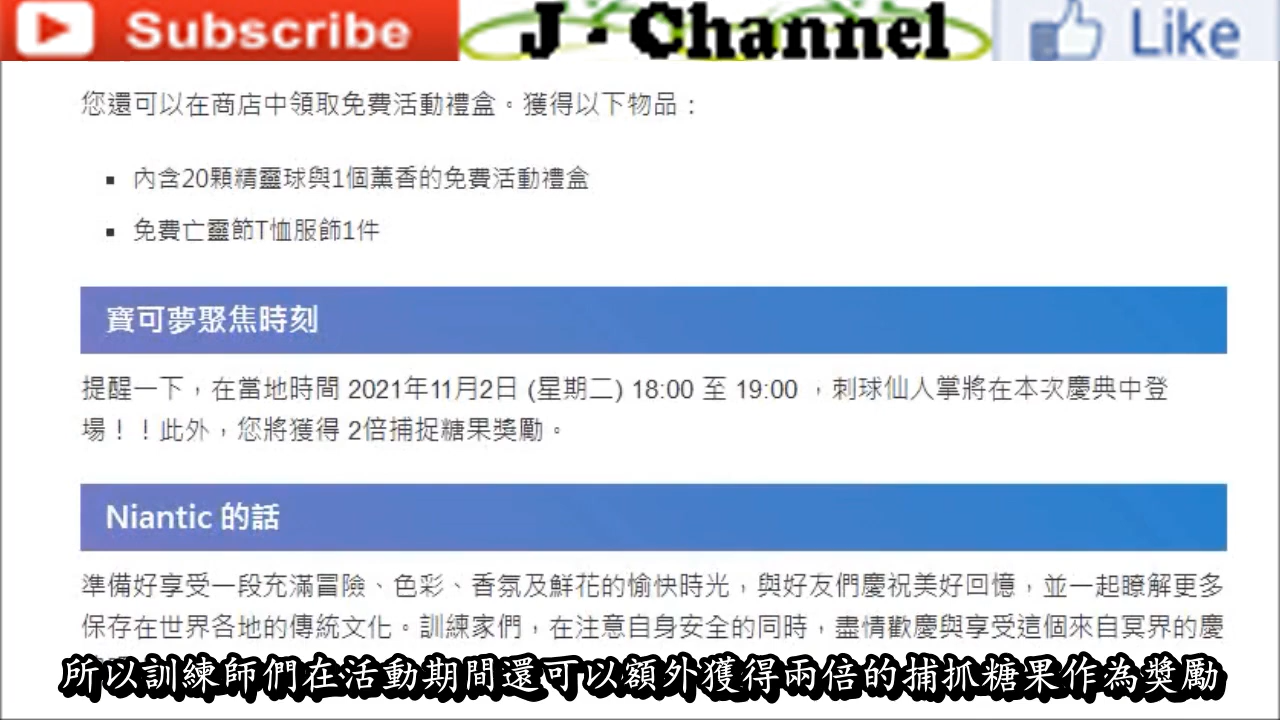 Subscribe J - Channel Like
您還可以在商店中領取免費活動禮盒。獲得以下物品：
▪ 內含20顆精靈球與1個薰香的免費活動禮盒
▪ 免費亡靈節T恤服飾1件
寶可夢聚焦時刻
提醒一下，在當地時間 2021年11月2日 (星期二) 18:00 至 19:00 ，刺球仙人掌將在本次慶典中登
場！！此外，您將獲得 2倍捕捉糖果獎勵。
Niantic 的話
準備好享受一段充滿冒險、色彩、香氛及鮮花的愉快時光，與好友們慶祝美好回憶，並一起瞭解更多
保存在世界各地的傳統文化。訓練家們，在注意自身安全的同時，盡情歡慶與享受這個來自冥界的慶
所以訓練師們在活動期間還可以額外獲得兩倍的捕抓糖果作為獎勵